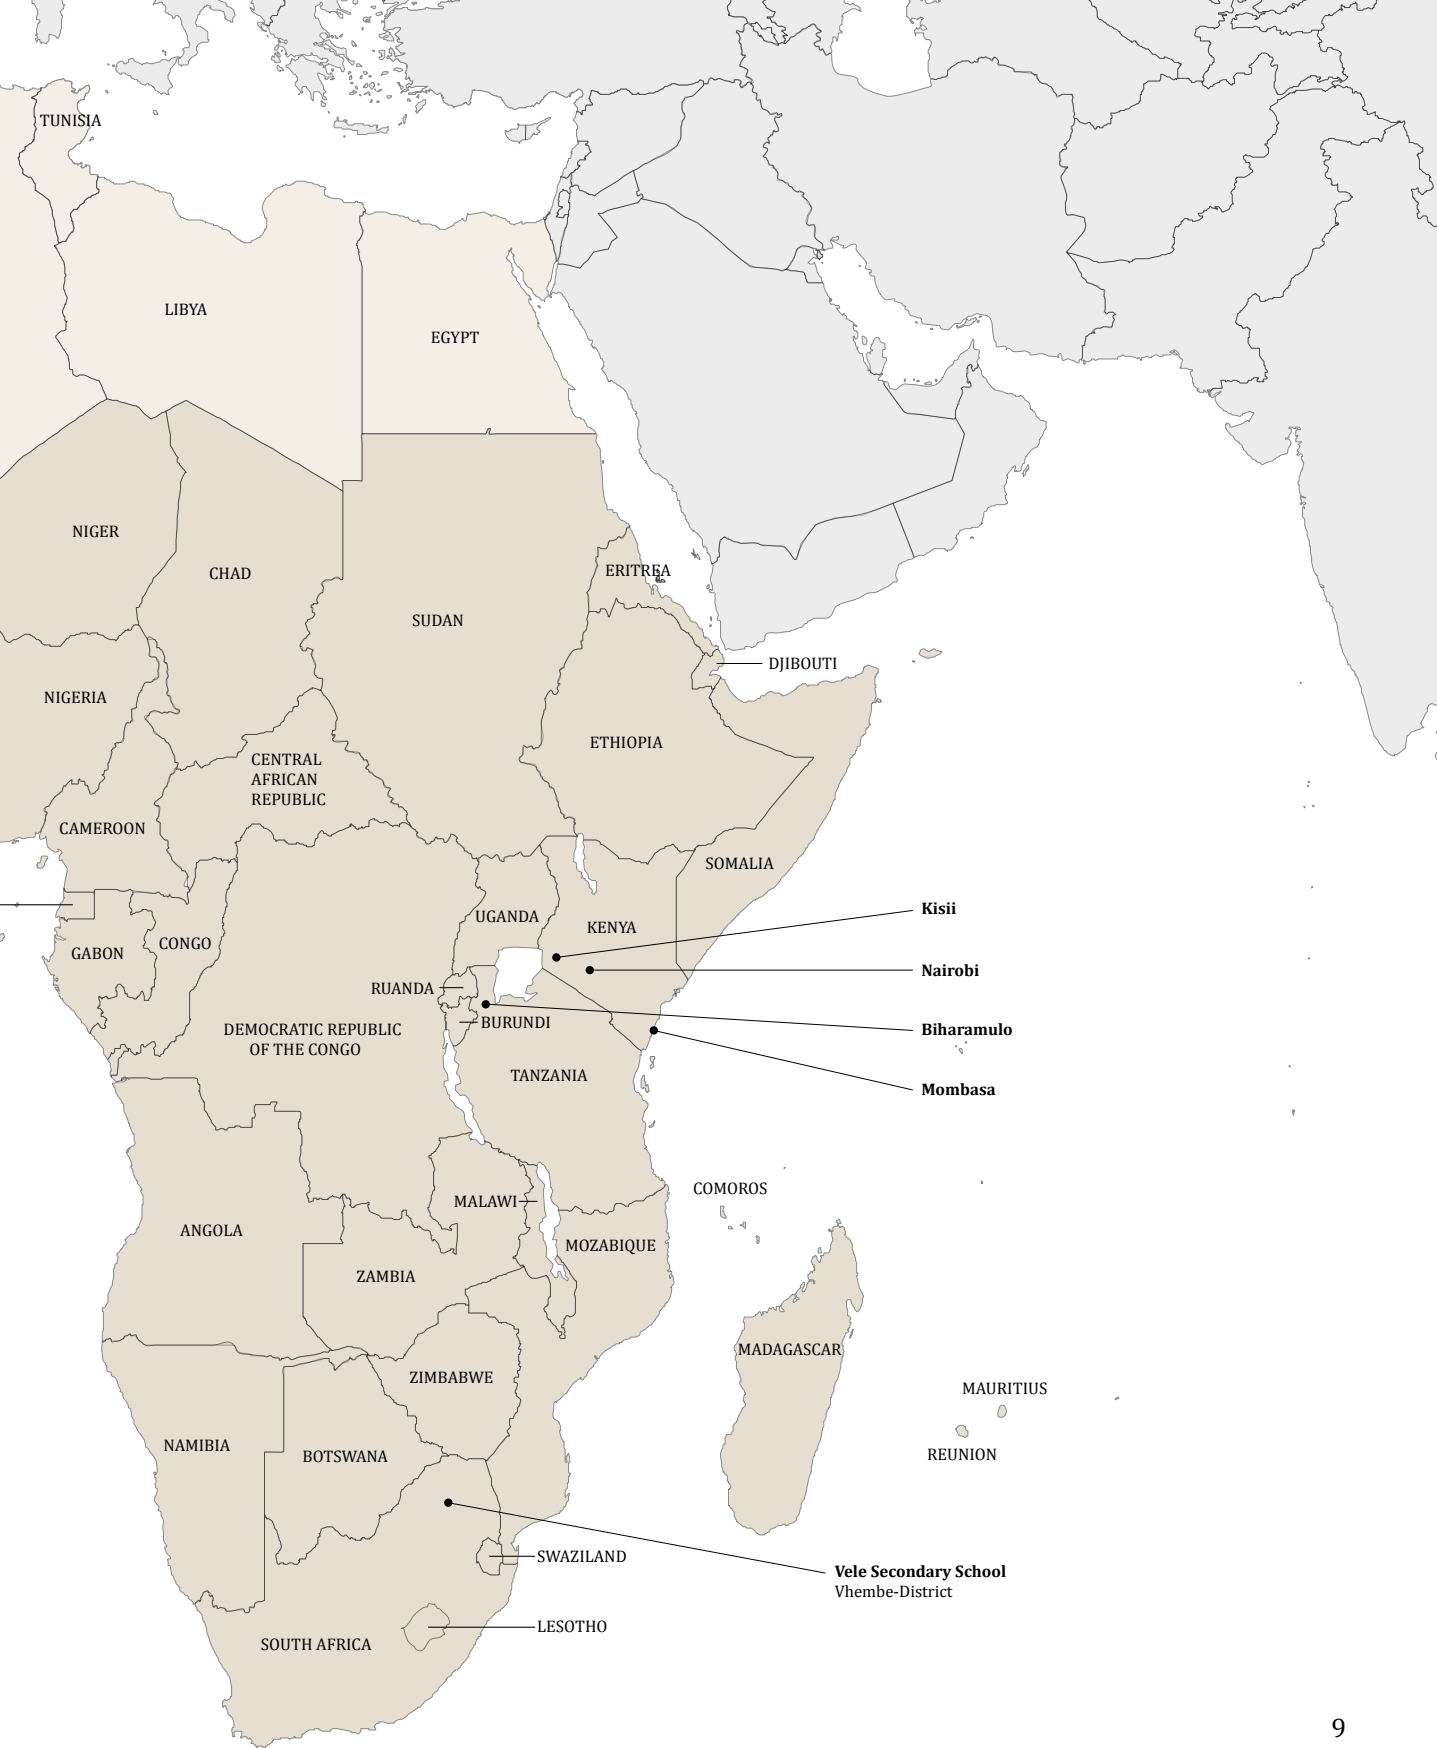 TUNISIA
LIBYA
EGYPT
NIGER
CHAD
ERITREA
SUDAN
DJIBOUTI
NIGERIA
ETHIOPIA
CENTRAL
AFRICAN
REPUBLIC
CAMEROON
SOMALIA
Kisii
UGANDA
KENYA
CONGO
GABON
Nairobi
RUANDA
BURUNDI
Biharamulo
DEMOCRATIC REPUBLIC
OF THE CONGO
TANZANIA
Mombasa
COMOROS
MALAWI
ANGOLA
MOZABIQUE
ZAMBIA
MADAGASCAR
ZIMBABWE
MAURITIUS
NAMIBIA
BOTSWANA
REUNION
SWAZILAND
Vele Secondary School
Vhembe-District
LESOTHO
SOUTH AFRICA
9